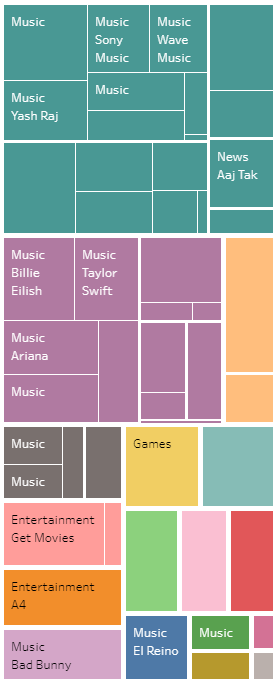 Music
Music
Sony
Music
Music
Wave
Music
Music
Yash Raj
Music
News
Aaj Tak
Music
Billie
Eilish
Music
Taylor
Swift
Music
Ariana
Music
Music
Music
Games
Entertainment
Get Movies
Entertainment
A4
Music
Bad Bunny
Music
El Reino
Music